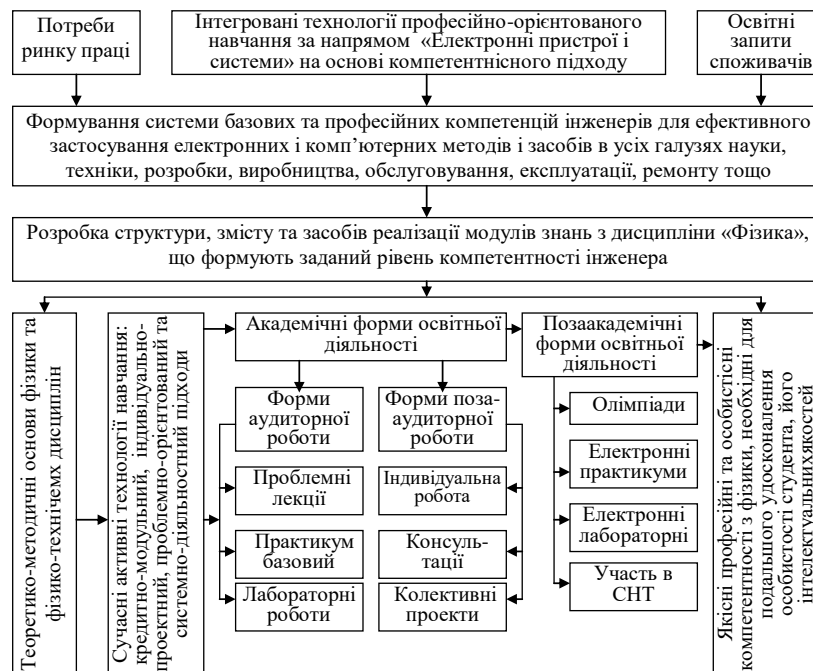 Потреби
ринку праці
Інтегровані технології професійно-орієнтованого
навчання за напрямом «Електронні пристрої і
системи» на основі компетентнісного підходу
Освітні
запити
споживачів
Формування системи базових та професійних компетенцій інженерів для ефективного
застосування електронних і комп’ютерних методів і засобів в усіх галузях науки,
техніки, розробки, виробництва, обслуговування, експлуатації, ремонту тощо
Розробка структури, змісту та засобів реалізації модулів знань з дисципліни «Фізика»,
що формують заданий рівень компетентності інженера
Теоретико-методичні основи фізики та
фізико-технічемх дисциплін
Сучасні активні технології навчання:
кредитно-модульний, індивідуально-
проектний, проблемно-орієнтований та
системно-діяльностний підходи
Академічні форми освітньої
діяльності
Форми
аудиторної
роботи
Проблемні
лекції
Практикум
базовий
Лабораторні
роботи
Форми поза-
аудиторної
роботи
Індивідуальна
робота
Консуль-
тації
Колективні
проекти
Позаакадемічні
форми освітньої
діяльності
Олімпіади
Електронні
практикуми
Електронні
лабораторні
Участь в
СНТ
Якісні професійні та особистісні
компетентності з фізики, необхідні для
подальшого удосконалення
особистості студента, його
інтелектуальнихякостей